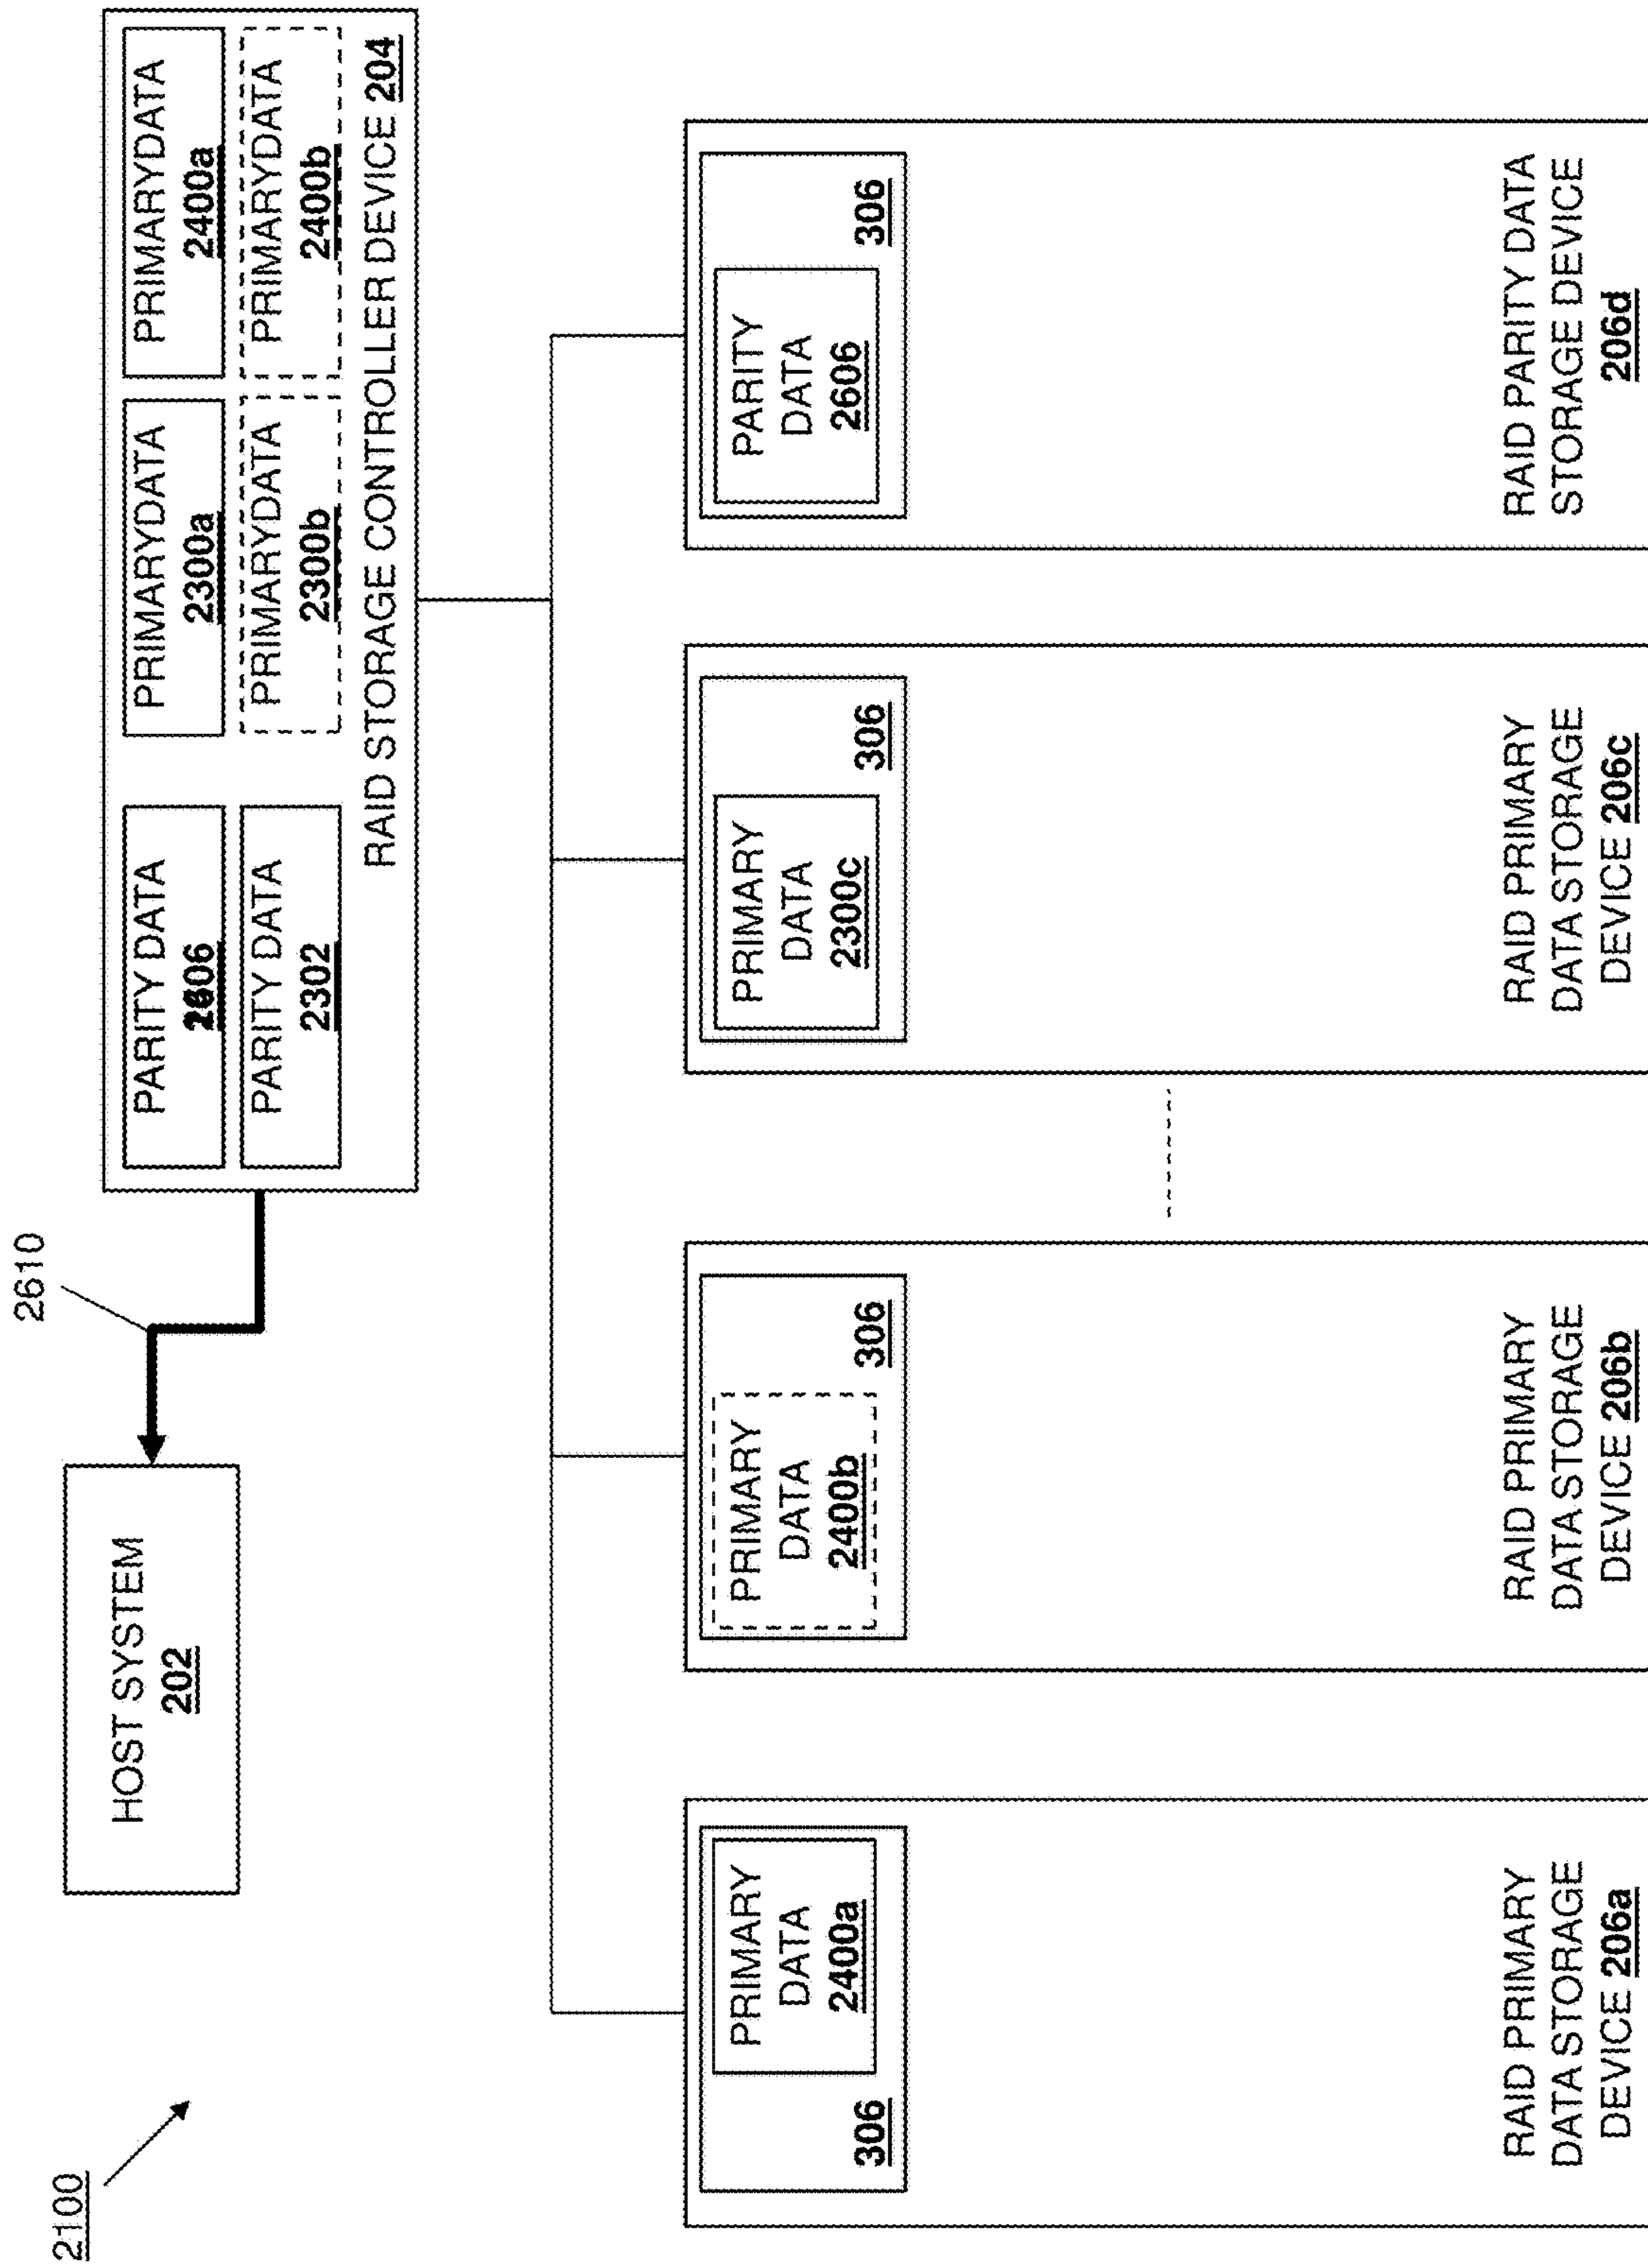 2100
HOST SYSTEM
202
2610
PARITY DATA
PARITY DATA
2302
PRIMARYDATA
2300a
PRIMARYDATA
2400a
PRIMARYDATA
2300b
PRIMARYDATA
2400b
RAID STORAGE CONTROLLER DEVICE 204
306
PRIMARY
DATA
2400a
RAID PRIMARY
DATA STORAGE
DEVICE 206a
PRIMARY
DATA
2400b
306
RAID PRIMARY
DATA STORAGE
DEVICE 206b
PRIMARY
DATA
2300c
306
RAID PRIMARY
DATA STORAGE
DEVICE 206c
PARITY
DATA
2606
306
RAID PARITY DATA
STORAGE DEVICE
206d